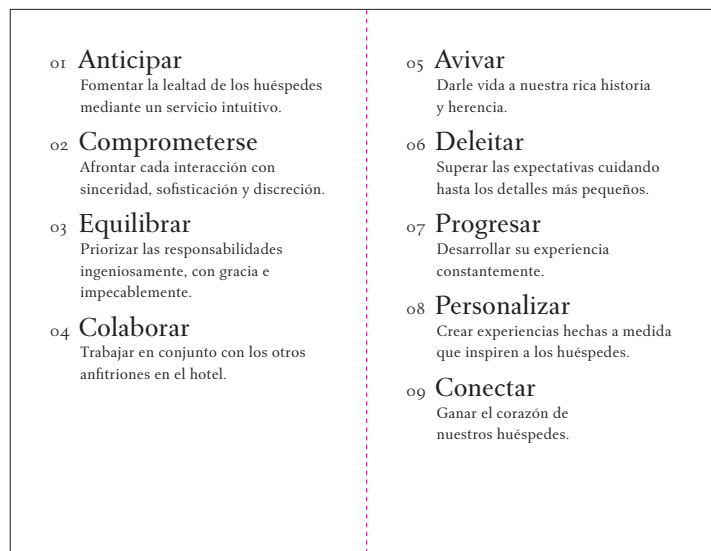 01 Anticipar
Fomentar la lealtad de los huéspedes
mediante un servicio intuitivo.
02 Comprometerse
Afrontar cada interacción con
sinceridad, sofisticación y discreción.
03 Equilibrar
Priorizar las responsabilidades
ingeniosamente, con gracia e
impecablemente.
04 Colaborar
Trabajar en conjunto con los otros
anfitriones en el hotel.
05 Avivar
Darle vida a nuestra rica historia
y herencia.
06 Deleitar
Superar las expectativas cuidando
hasta los detalles más pequeños.
07 Progresar
Desarrollar su experiencia
constantemente.
08 Personalizar
Crear experiencias hechas a medida
que inspiren a los huéspedes.
09 Conectar
Ganar el corazón de
nuestros huéspedes.